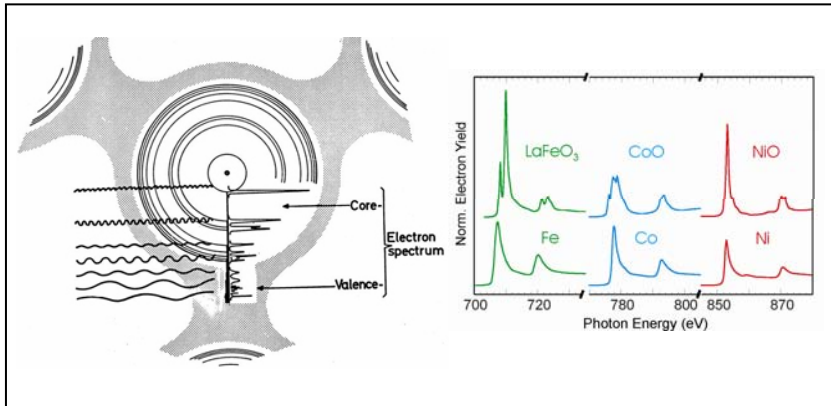 Core-
Electron
spectrum
Valence-
Norm. Electron Yield
LaFeO3 CoO NiO
Fe Co Ni
700 720 780 800 850 870
Photon Energy (eV)